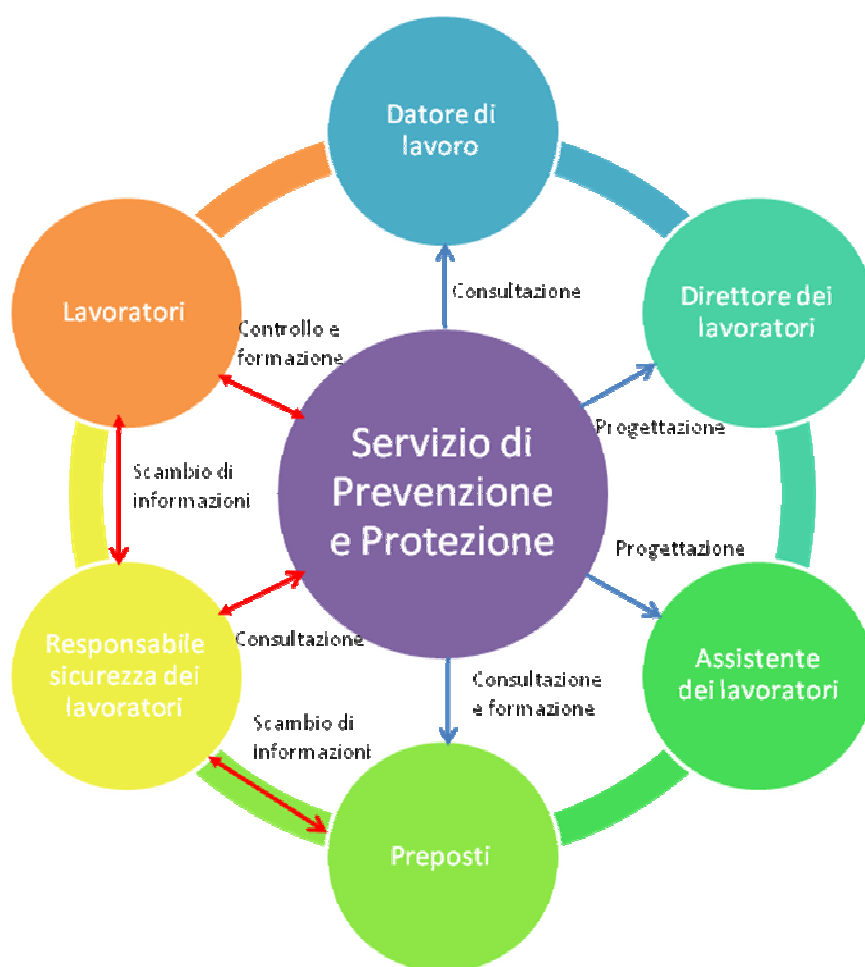 Datore di
lavoro
Lavoratori
Direttore dei
lavoratori
Consultazione
Controllo e
formazione
Progettazione
Servizio di
Prevenzione
e Protezione
Scambio di
informazioni
Progettazione
Consultazione
Responsabile
sicurezza dei
lavoratori
Assistente
dei lavoratori
Consultazione
e formazione
Scambio di
informazioni
Preposti